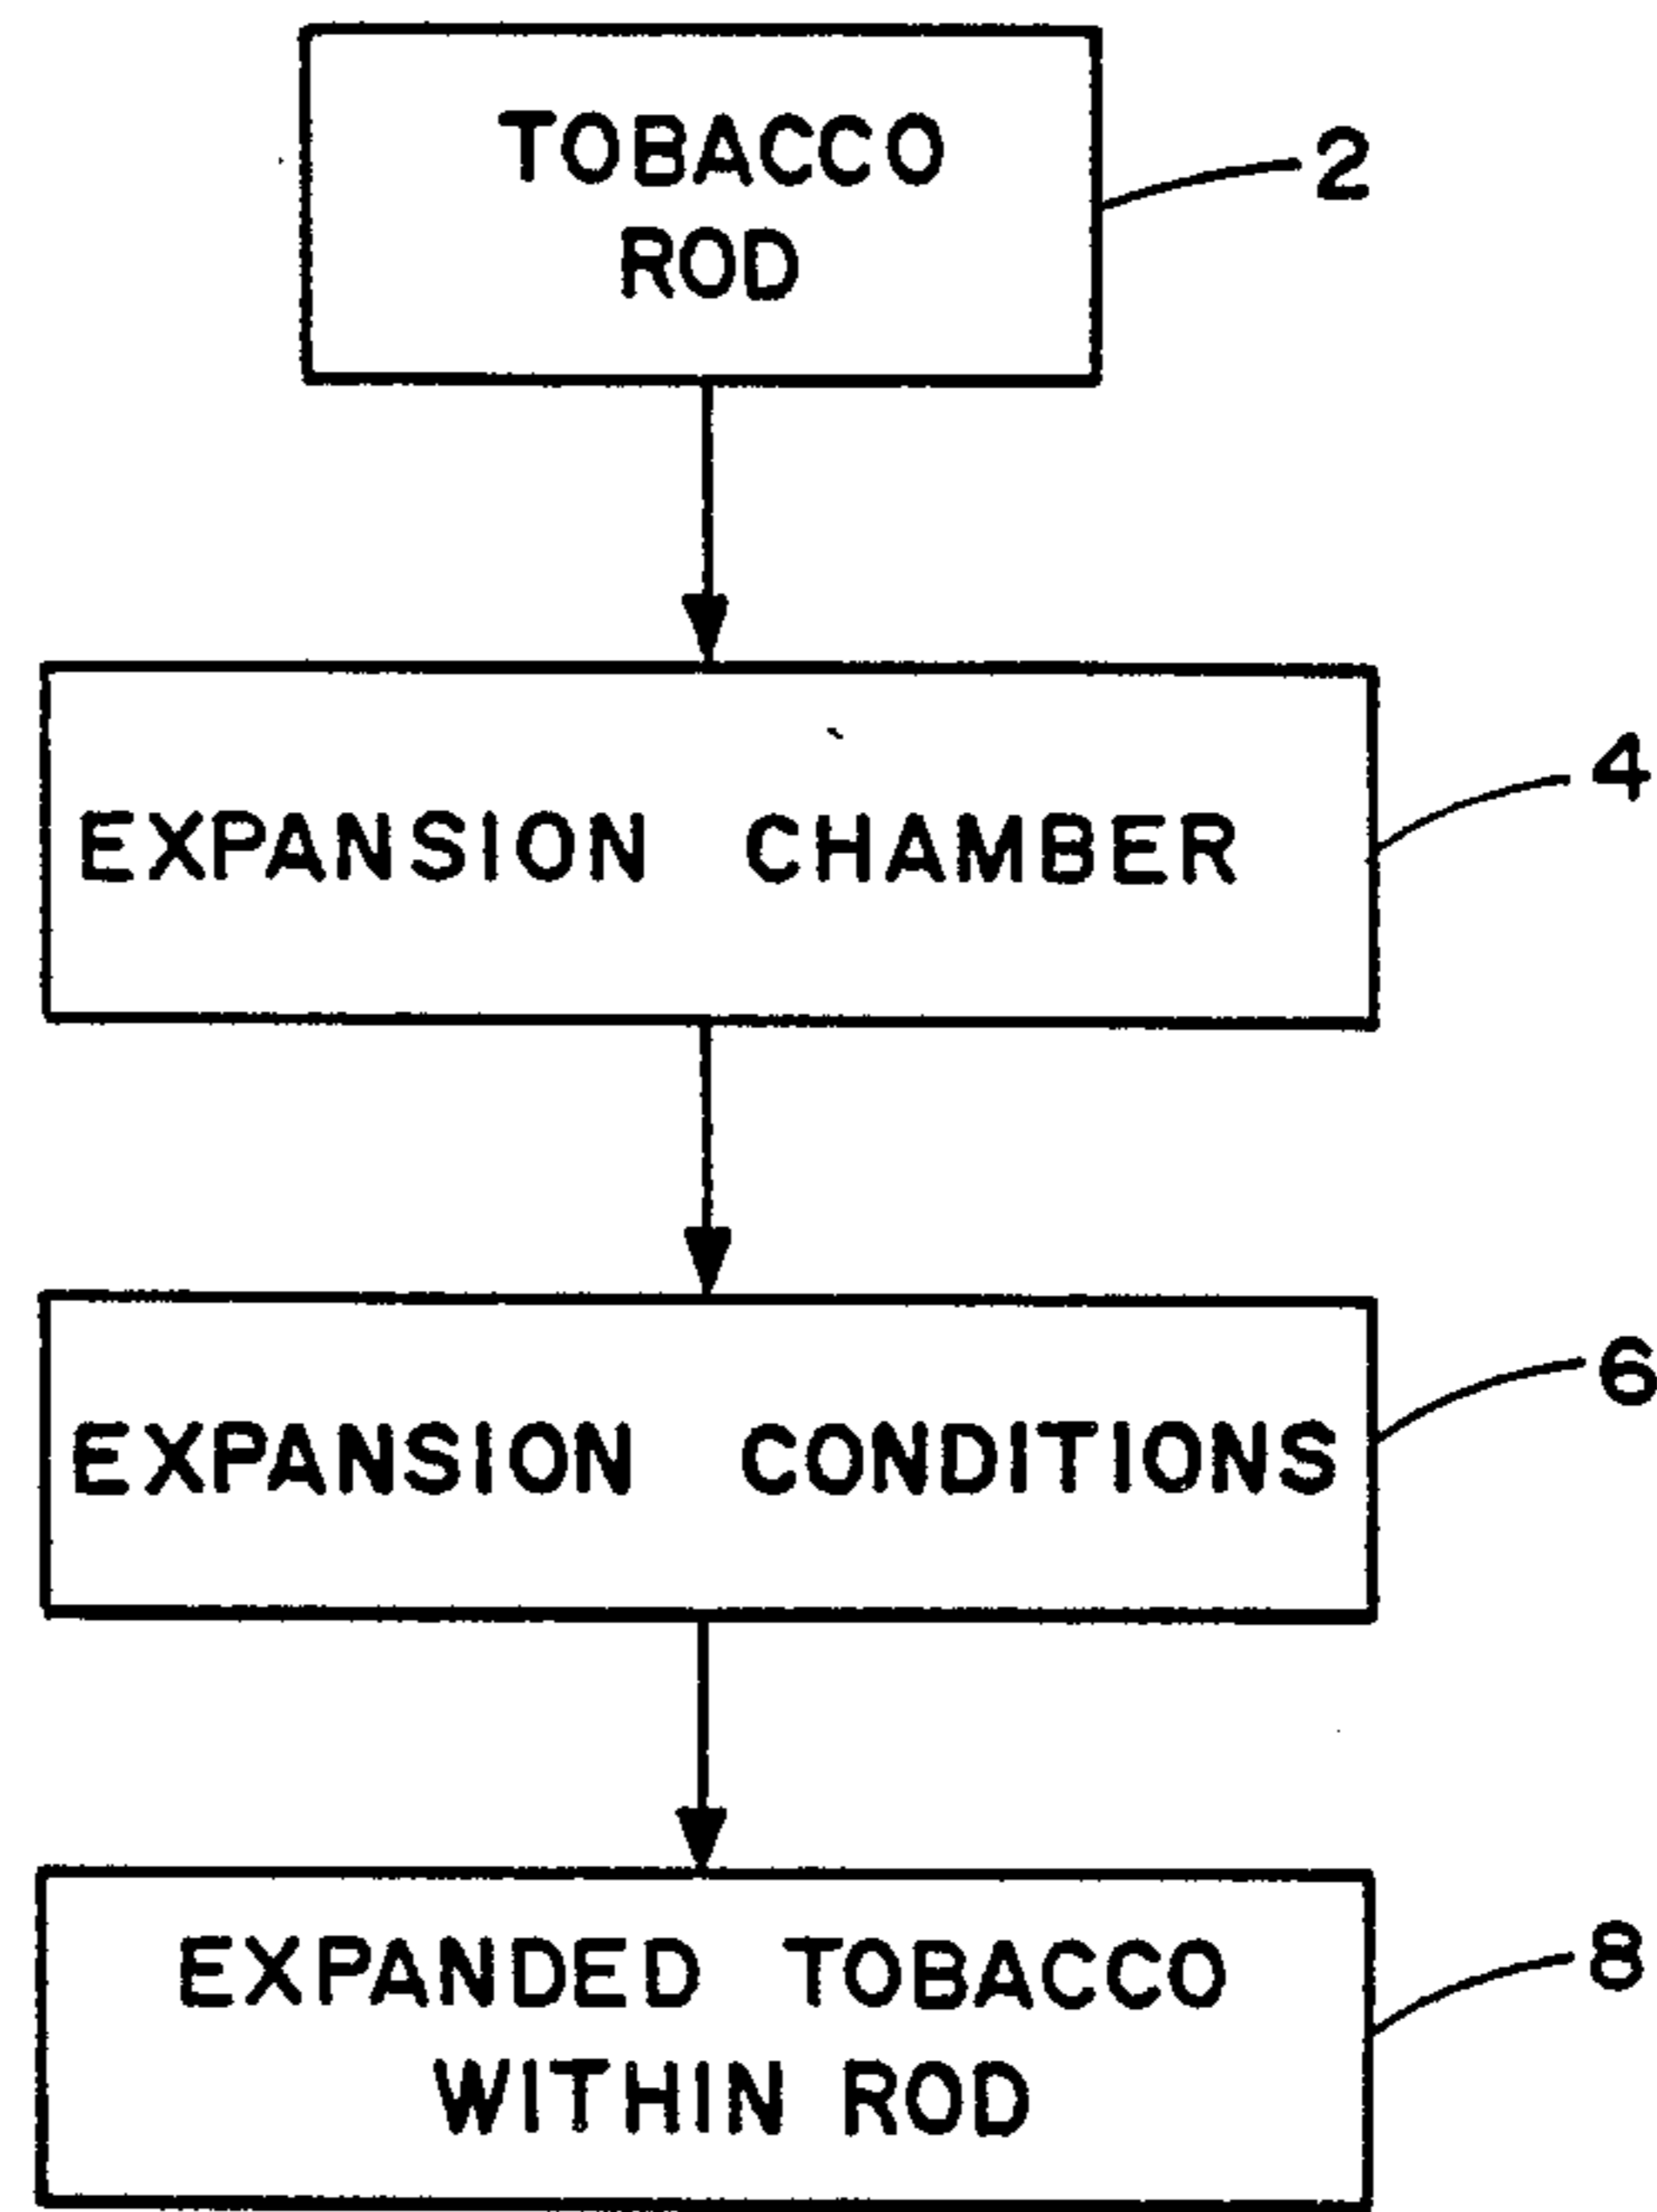 TOBACCO
ROD
2
EXPANSION CHAMBER
4
EXPANSION CONDITIONS
6
EXPANDED TOBACCO
WITHIN ROD
8